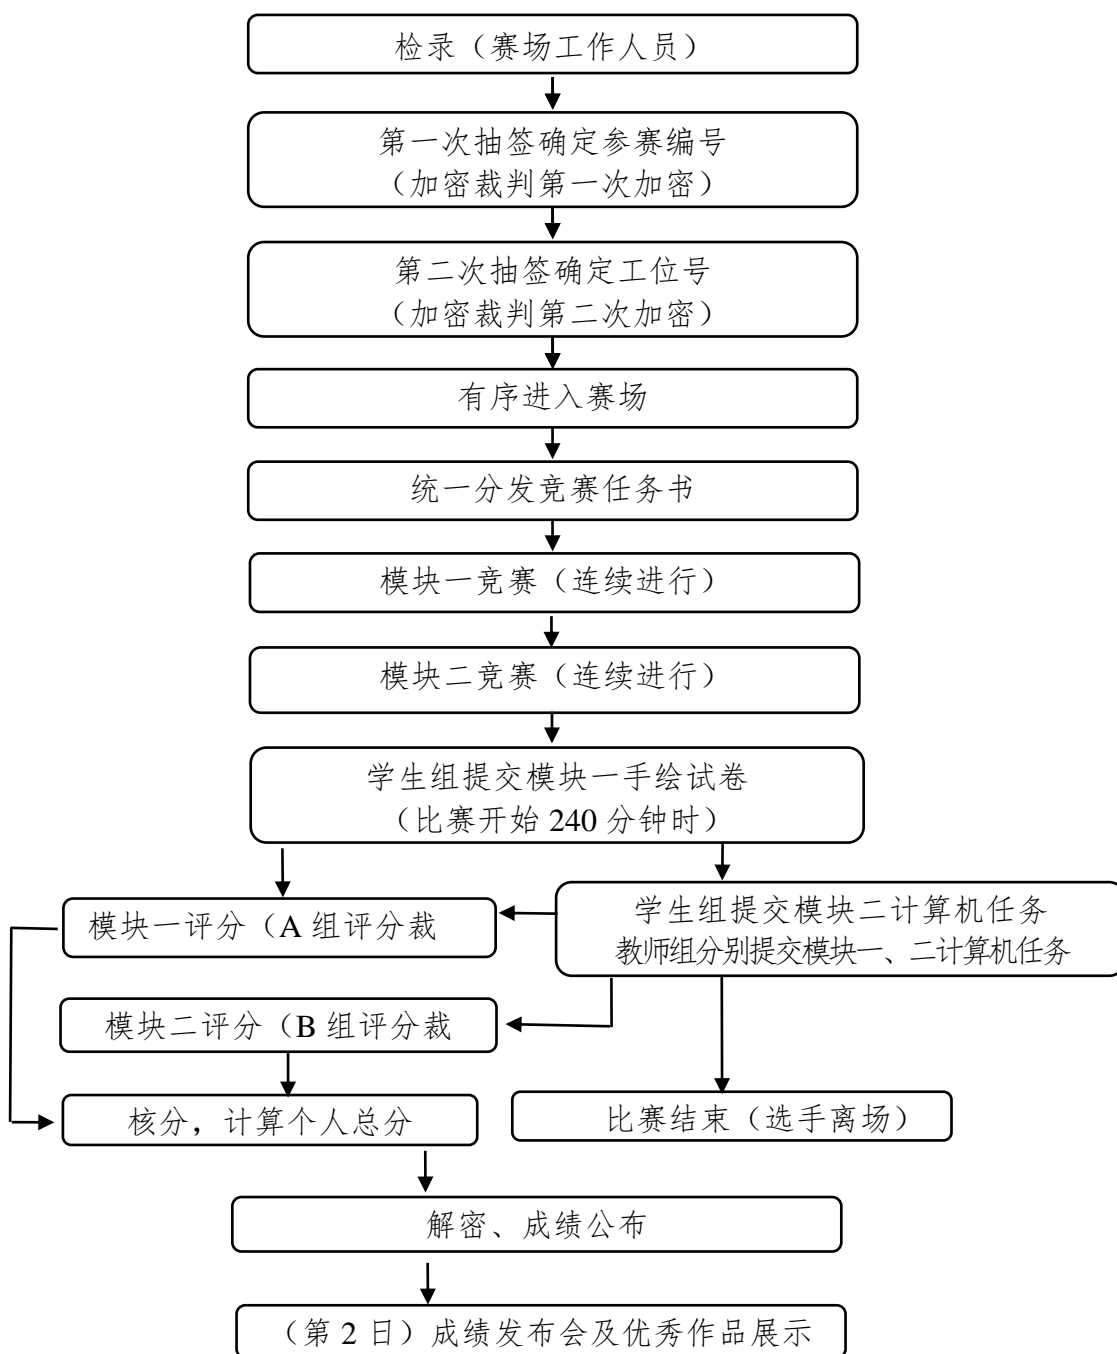 检录（赛场工作人员）
第一次抽签确定参赛编号
（加密裁判第一次加密）
第二次抽签确定工位号
（加密裁判第二次加密）
有序进入赛场
统一分发竞赛任务书
模块一竞赛（连续进行）
模块二竞赛（连续进行）
学生组提交模块一手绘试卷
（比赛开始 240 分钟时）
模块一评分（A 组评分裁
学生组提交模块二计算机任务
教师组分别提交模块一、二计算机任务
模块二评分（B 组评分裁
核分，计算个人总分
比赛结束（选手离场）
解密、成绩公布
（第 2 日）成绩发布会及优秀作品展示